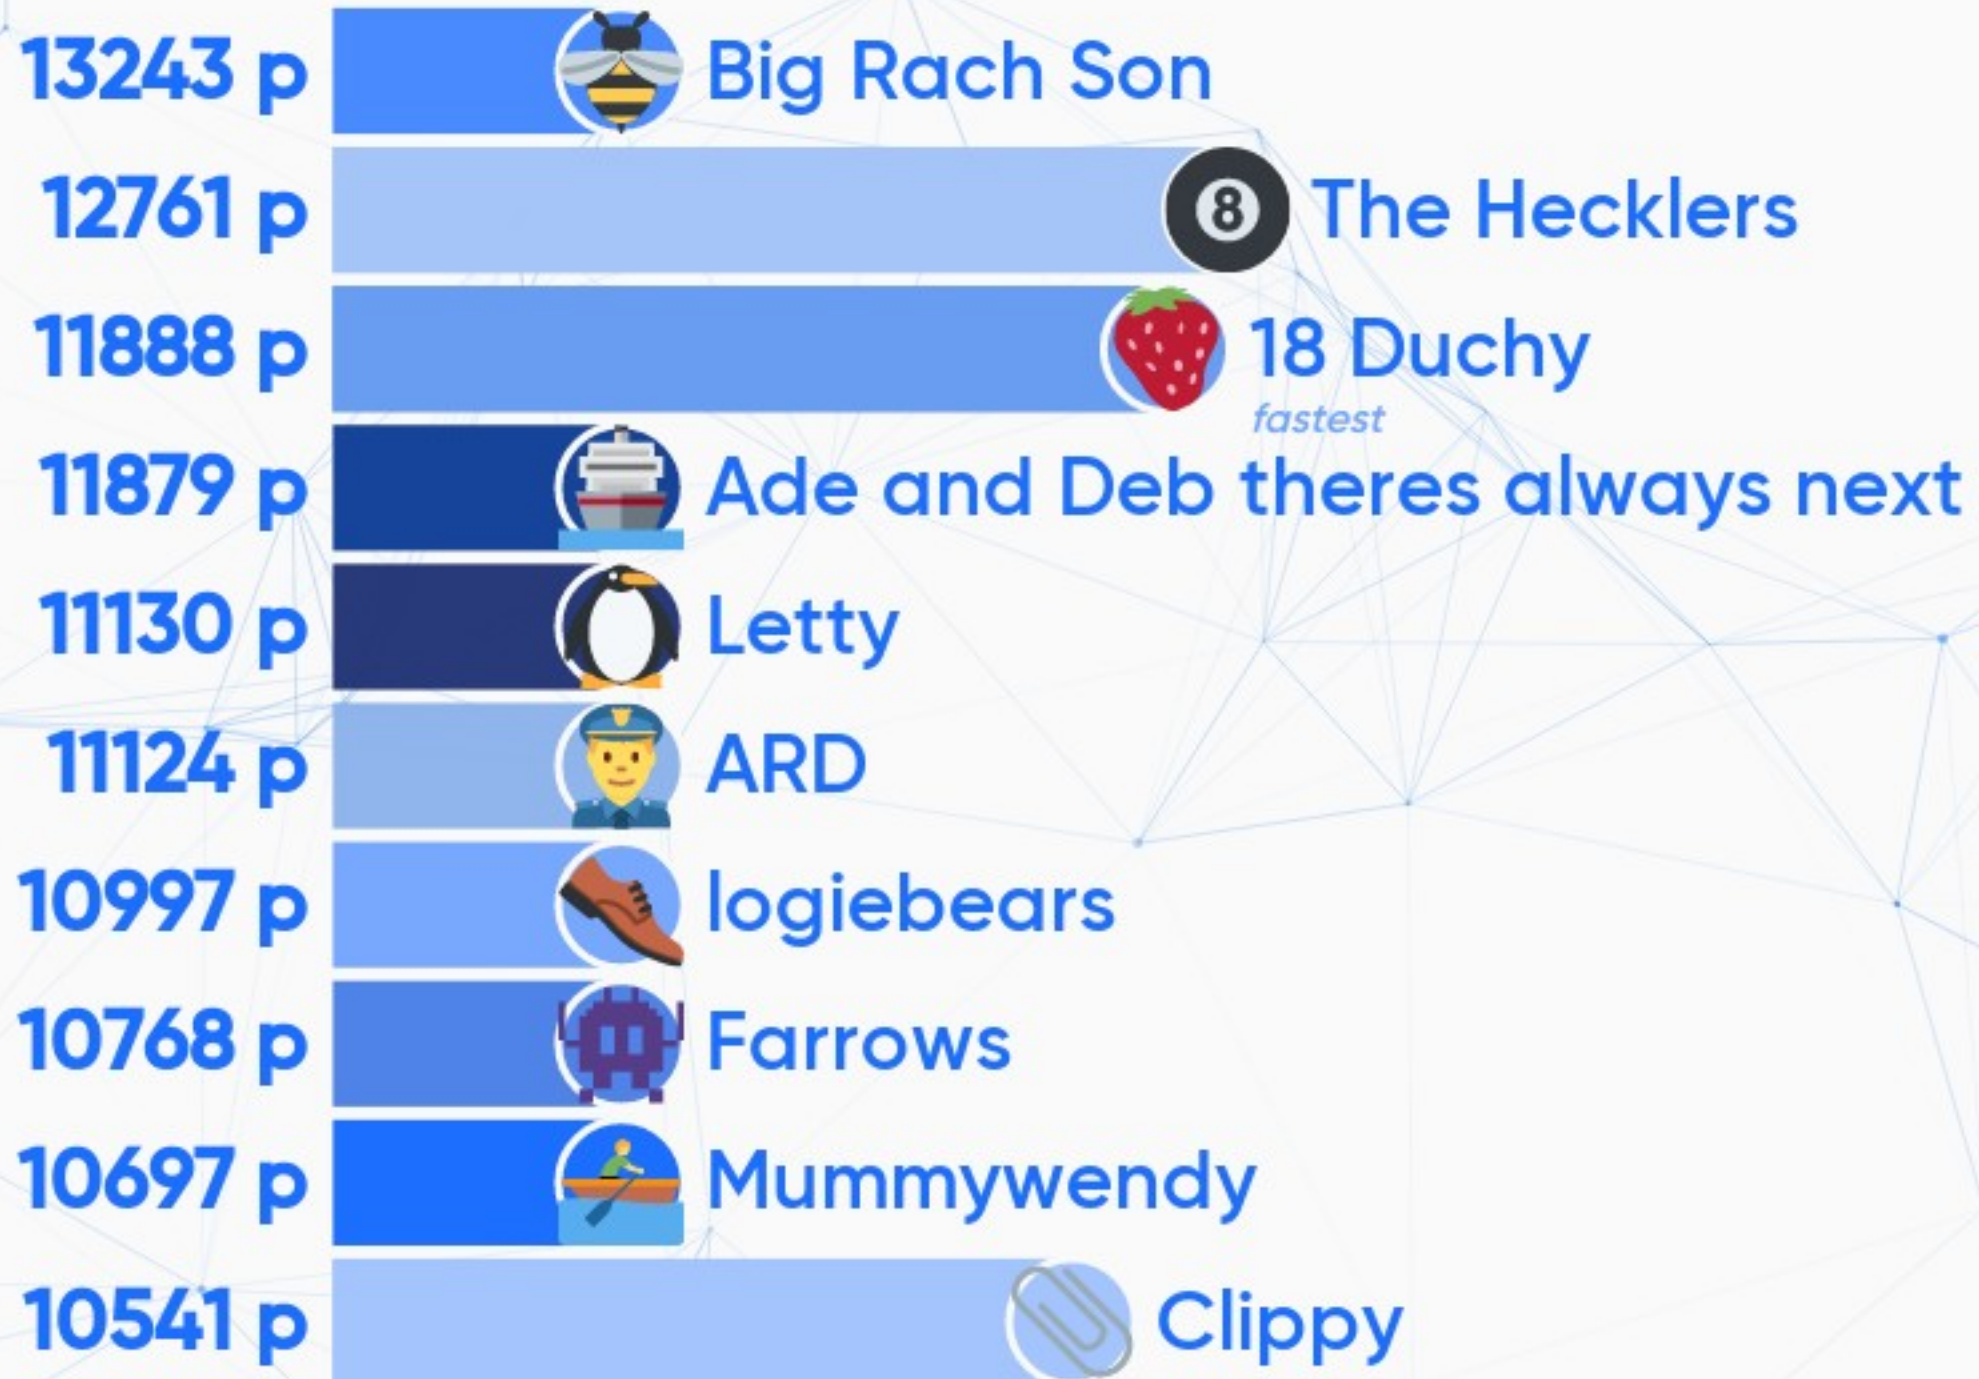 13243 p Big Rach Son
12761 p 8 The Hecklers
11888 p 18 Duchy
fastest
11879 p Ade and Deb theres always next
11130 p Letty
11124 p ARD
10997 p logiebears
10768 p Farrows
10697 p Mummywendy
10541 p Clippy